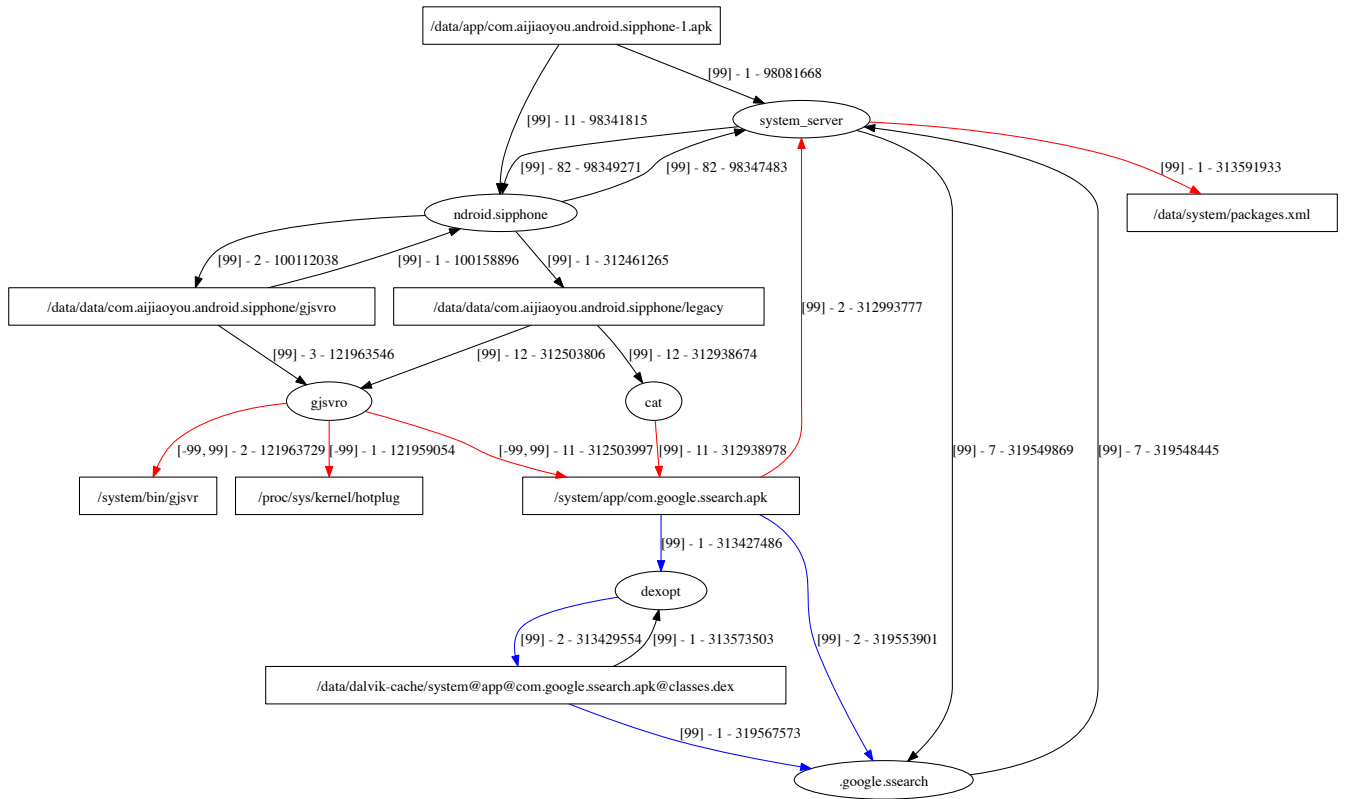 /data/app/com.aijiaoyou.android.sipphone-1.apk
[99] - 1 - 98081668
[99] - 11 - 98341815
system_server
[99] - 82 - 98349271
[99] - 82 - 98347483
[99] - 1 - 313591933
ndroid.sipphone
/data/system/packages.xml
[99] - 2 - 100112038
[99] - 1 - 100158896
[99] - 1 - 312461265
/data/data/com.aijiaoyou.android.sipphone/gjsvro
/data/data/com.aijiaoyou.android.sipphone/legacy
[99] - 2 - 312993777
[99] - 3 - 121963546
[99] - 12 - 312503806
[99] - 12 - 312938674
gjsvro
cat
[-99, 99] - 2 - 121963729
[-99] - 1 - 121959054
[-99, 99] - 11 - 312503997
[99] - 11 - 312938978
[99] - 7 - 319549869
[99] - 7 - 319548445
/system/bin/gjsvr
/proc/sys/kernel/hotplug
/system/app/com.google.ssearch.apk
[99] - 1 - 313427486
dexopt
[99] - 2 - 313429554
[99] - 1 - 313573503
[99] - 2 - 319553901
/data/dalvik-cache/system@app@com.google.ssearch.apk@classes.dex
[99] - 1 - 319567573
.google.ssearch